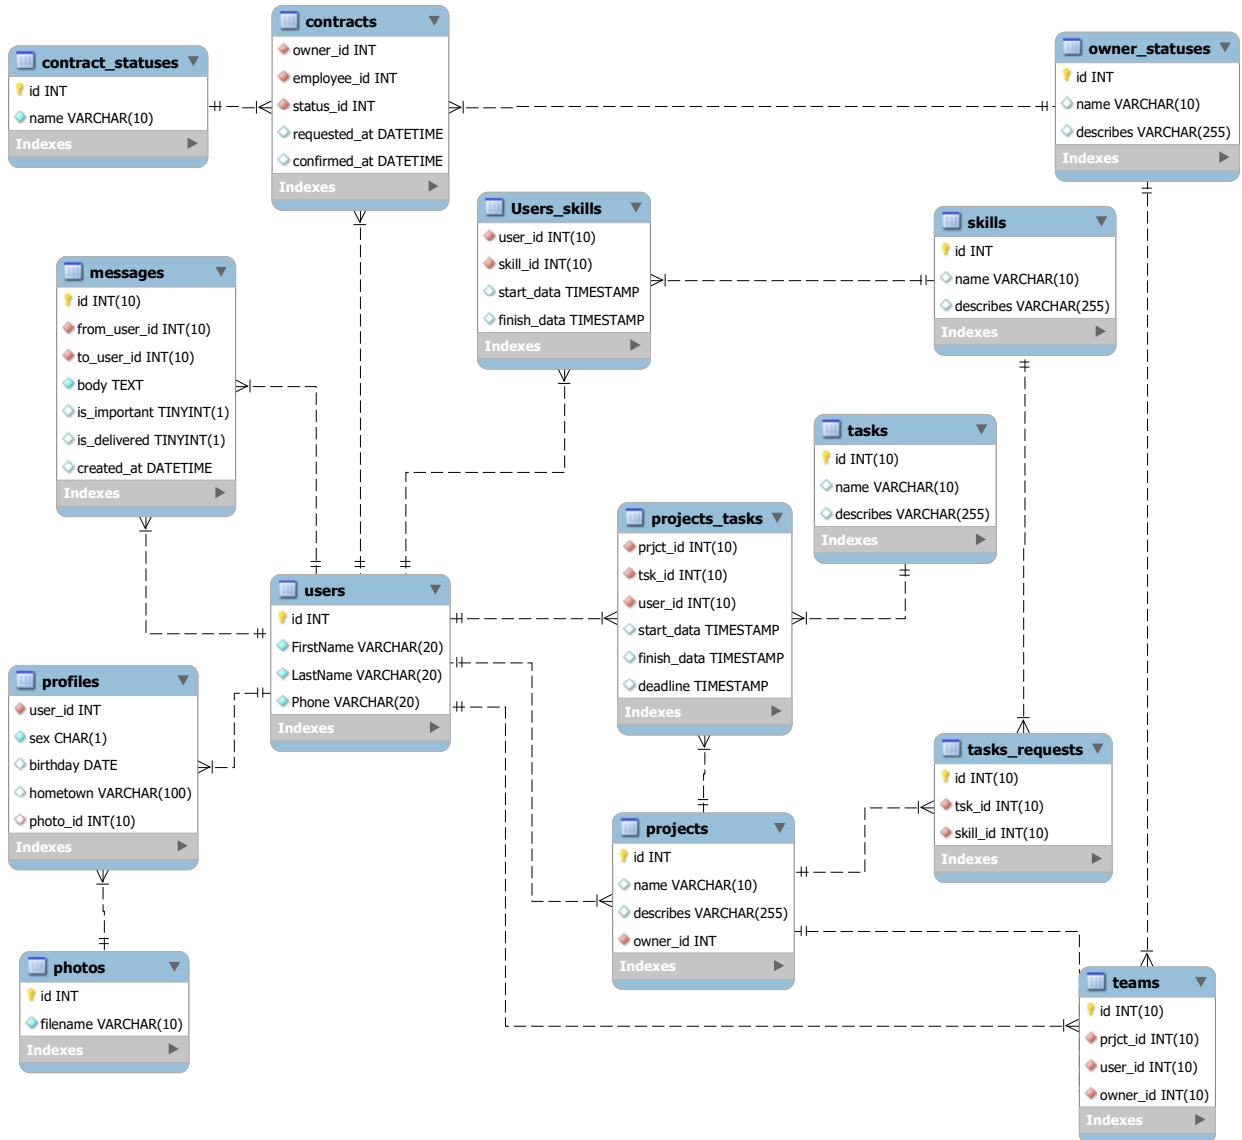 contracts
owner_id INT
employee_id INT
status_id INT
requested_at DATETIME
confirmed_at DATETIME
Indexes
contract_statuses
id INT
name VARCHAR(10)
Indexes
owner_statuses
id INT
name VARCHAR(10)
describes VARCHAR(255)
Indexes
Users_skills
user_id INT(10)
skill_id INT(10)
start_data TIMESTAMP
finish_data TIMESTAMP
Indexes
skills
id INT
name VARCHAR(10)
describes VARCHAR(255)
Indexes
messages
id INT(10)
from_user_id INT(10)
to_user_id INT(10)
body TEXT
is_important TINYINT(1)
is_delivered TINYINT(1)
created_at DATETIME
Indexes
tasks
id INT(10)
name VARCHAR(10)
describes VARCHAR(255)
Indexes
projects_tasks
prjct_id INT(10)
tsk_id INT(10)
user_id INT(10)
start_data TIMESTAMP
finish_data TIMESTAMP
deadline TIMESTAMP
Indexes
users
id INT
FirstName VARCHAR(20)
LastName VARCHAR(20)
Phone VARCHAR(20)
Indexes
profiles
user_id INT
sex CHAR(1)
birthday DATE
hometown VARCHAR(100)
photo_id INT(10)
Indexes
tasks_requests
id INT(10)
tsk_id INT(10)
skill_id INT(10)
Indexes
projects
id INT
name VARCHAR(10)
describes VARCHAR(255)
owner_id INT
Indexes
photos
id INT
filename VARCHAR(10)
Indexes
teams
id INT(10)
prjct_id INT(10)
user_id INT(10)
owner_id INT(10)
Indexes